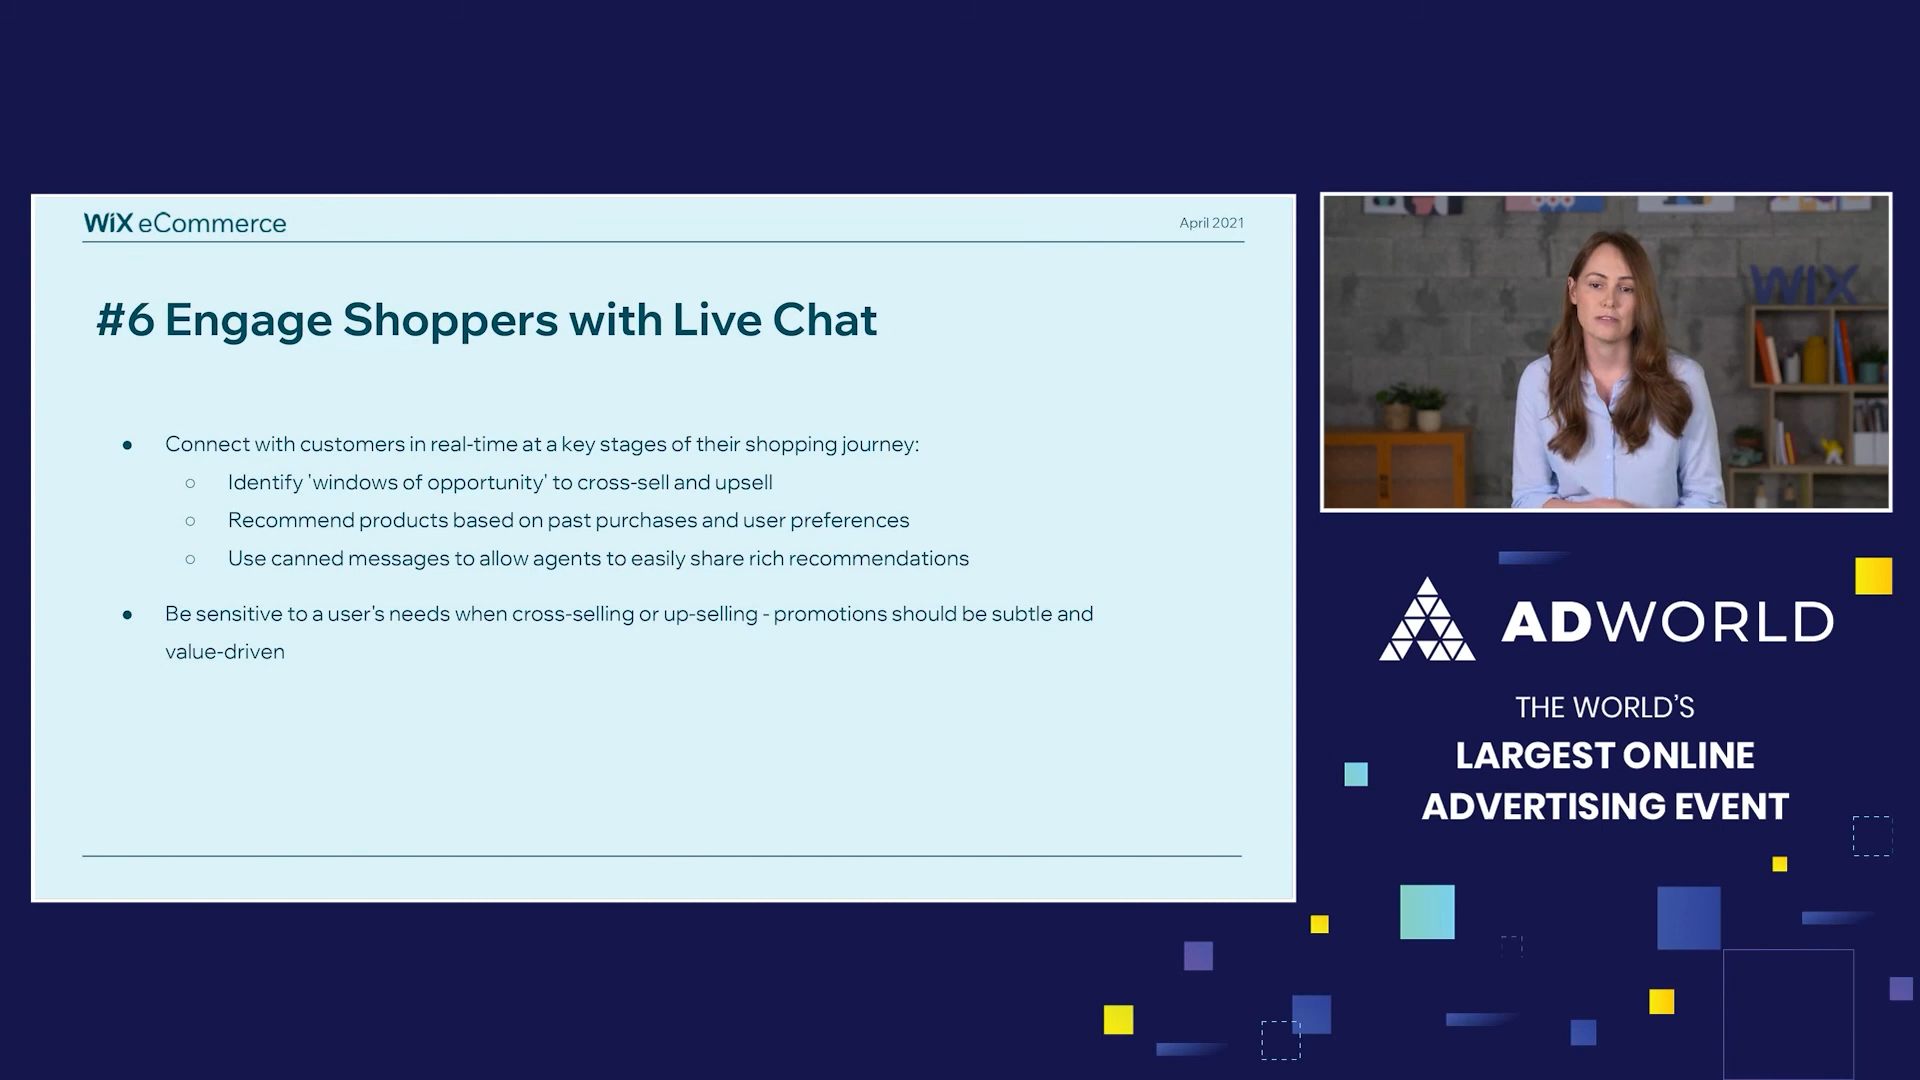 WiX eCommerce
April 2021
#6 Engage Shoppers with Live Chat
● Connect with customers in real-time at a key stages of their shopping journey:
○ Identify 'windows of opportunity' to cross-sell and upsell
○ Recommend products based on past purchases and user preferences
○ Use canned messages to allow agents to easily share rich recommendations
● Be sensitive to a user's needs when cross-selling or up-selling - promotions should be subtle and
value-driven
WIX
ADWORLD
THE WORLD'S
LARGEST ONLINE
ADVERTISING EVENT